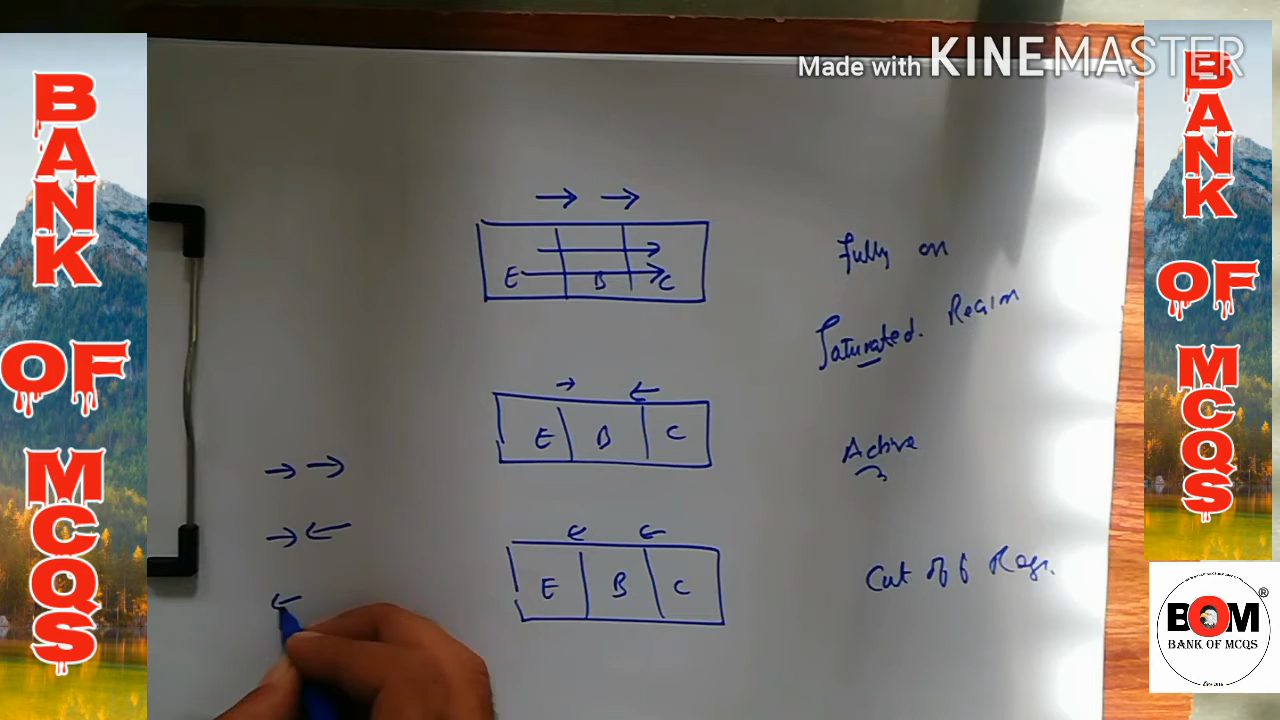 Made with KINEMASTER
BANK OF MCQS
BANK OF MCQS
E B C
Fully on
Saturated. Region
E B C
Active
E B C
Cut off Reg.
BOM
BANK OF MCQS